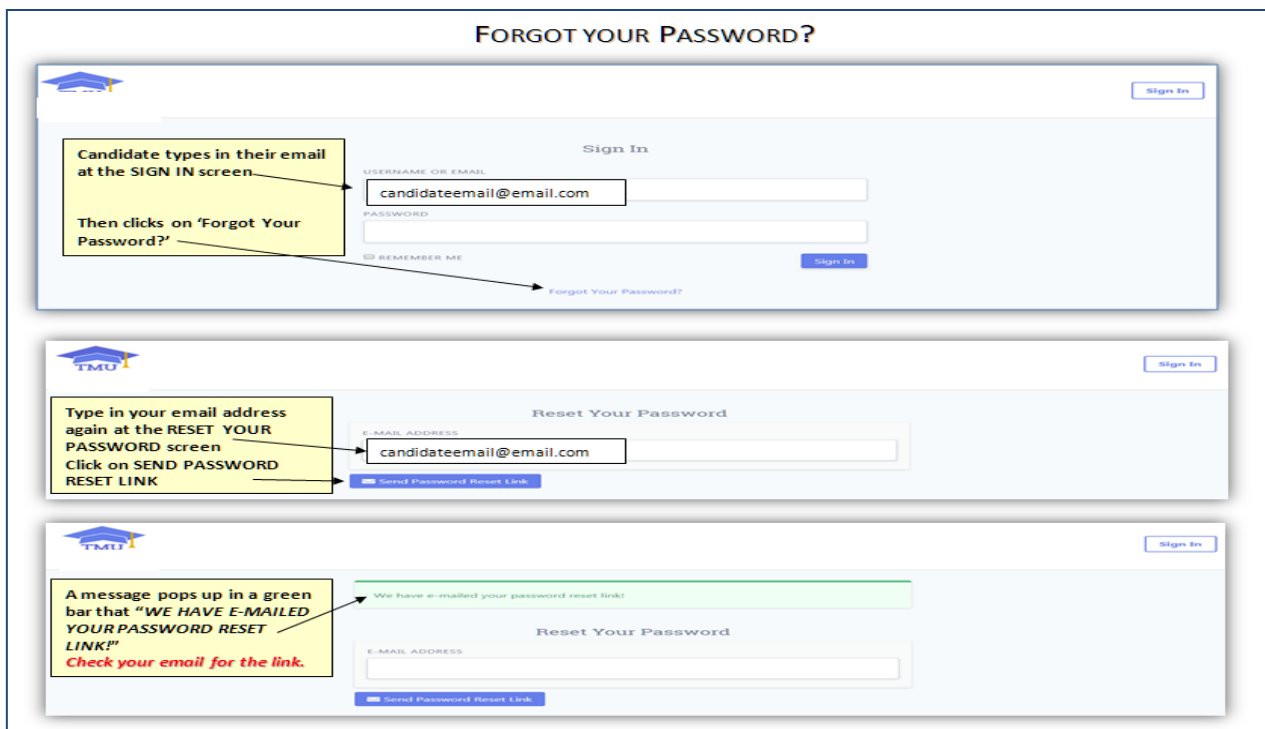 FORGOT YOUR PASSWORD?
Sign In
Candidate types in their email
at the SIGN IN screen
Then clicks on ‘Forgot Your
Password?’
Sign In
USERNAME OR EMAIL
candidateemail@email.com
PASSWORD
REMEMBER ME
Sign In
Forgot Your Password?
TMU
Sign In
Type in your email address
again at the RESET YOUR
PASSWORD screen
Click on SEND PASSWORD
RESET LINK
Reset Your Password
E-MAIL ADDRESS
candidateemail@email.com
Send Password Reset Link
TMU
Sign In
A message pops up in a green
bar that “WE HAVE E-MAILED
YOUR PASSWORD RESET
LINK!”
Check your email for the link.
We have e-mailed your password reset link!
Reset Your Password
E-MAIL ADDRESS
Send Password Reset Link